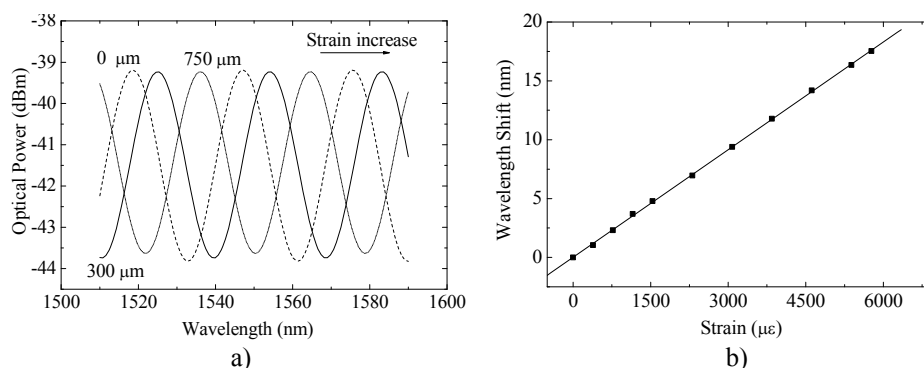 -38
-39
-40
-41
-42
-43
-44
Optical Power (dBm)
0 μm
750 μm
Strain increase
300 μm
1500 1520 1540 1560 1580 1600
Wavelength (nm)
a)
20
15
10
5
0
Wavelength Shift (nm)
0 1500 3000 4500 6000
Strain (με)
b)